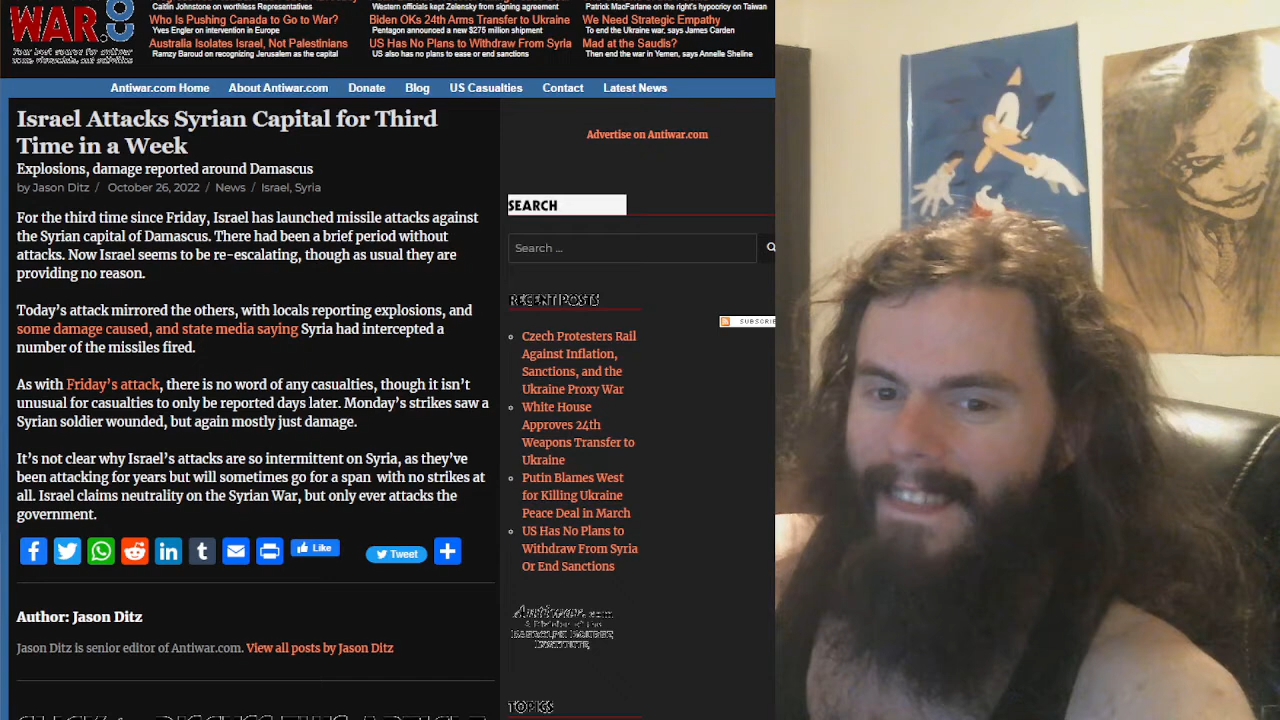 WAR.
Caitlin Johnstone on worthless Representatives
Who Is Pushing Canada to Go to War?
Yves Engler on intervention in Europe
Australia Isolates Israel, Not Palestinians
Ramzy Baroud on recognizing Jerusalem as the capital
Western officials kept Zelensky from signing agreement
Biden OKs 24th Arms Transfer to Ukraine
Pentagon announced a new $275 million shipment
US Has No Plans to Withdraw From Syria
US also has no plans to ease or end sanctions
Patrick MacFarlane on the right's hypocrisy on Taiwan
We Need Strategic Empathy
To end the Ukraine war, says James Carden
Mad at the Saudis?
Then end the war in Yemen, says Annelle Sheline
Antiwar.com Home About Antiwar.com Donate Blog US Casualties Contact Latest News
Israel Attacks Syrian Capital for Third
Time in a Week
Explosions, damage reported around Damascus
by Jason Ditz / October 26, 2022 / News / Israel, Syria
For the third time since Friday, Israel has launched missile attacks against
the Syrian capital of Damascus. There had been a brief period without
attacks. Now Israel seems to be re-escalating, though as usual they are
providing no reason.
Today's attack mirrored the others, with locals reporting explosions, and
some damage caused, and state media saying Syria had intercepted a
number of the missiles fired.
As with Friday's attack, there is no word of any casualties, though it isn't
unusual for casualties to only be reported days later. Monday's strikes saw a
Syrian soldier wounded, but again mostly just damage.
It's not clear why Israel's attacks are so intermittent on Syria, as they've
been attacking for years but will sometimes go for a span with no strikes at
all. Israel claims neutrality on the Syrian War, but only ever attacks the
government.
Like
Tweet
Author: Jason Ditz
Jason Ditz is senior editor of Antiwar.com. View all posts by Jason Ditz
Advertise on Antiwar.com
SEARCH
Search ...
RECENT POSTS
SUBSCRIBE
Czech Protesters Rail
Against Inflation,
Sanctions, and the
Ukraine Proxy War
White House
Approves 24th
Weapons Transfer to
Ukraine
Putin Blames West
for Killing Ukraine
Peace Deal in March
US Has No Plans to
Withdraw From Syria
Or End Sanctions
Antiwar.com
TOPICS